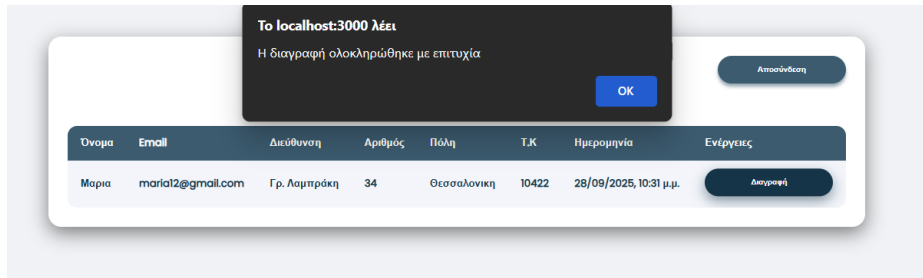 Το localhost:3000 λέει
Η διαγραφή ολοκληρώθηκε με επιτυχία
OK
Αποσύνδεση
Όνομα Email Διεύθυνση Αριθμός Πόλη Τ.Κ Ημερομηνία Ενέργειες
Μαρια maria12@gmail.com Γρ. Λαμπράκη 34 Θεσσαλονικη 10422 28/09/2025, 10:31 μ.μ. Διαγραφή